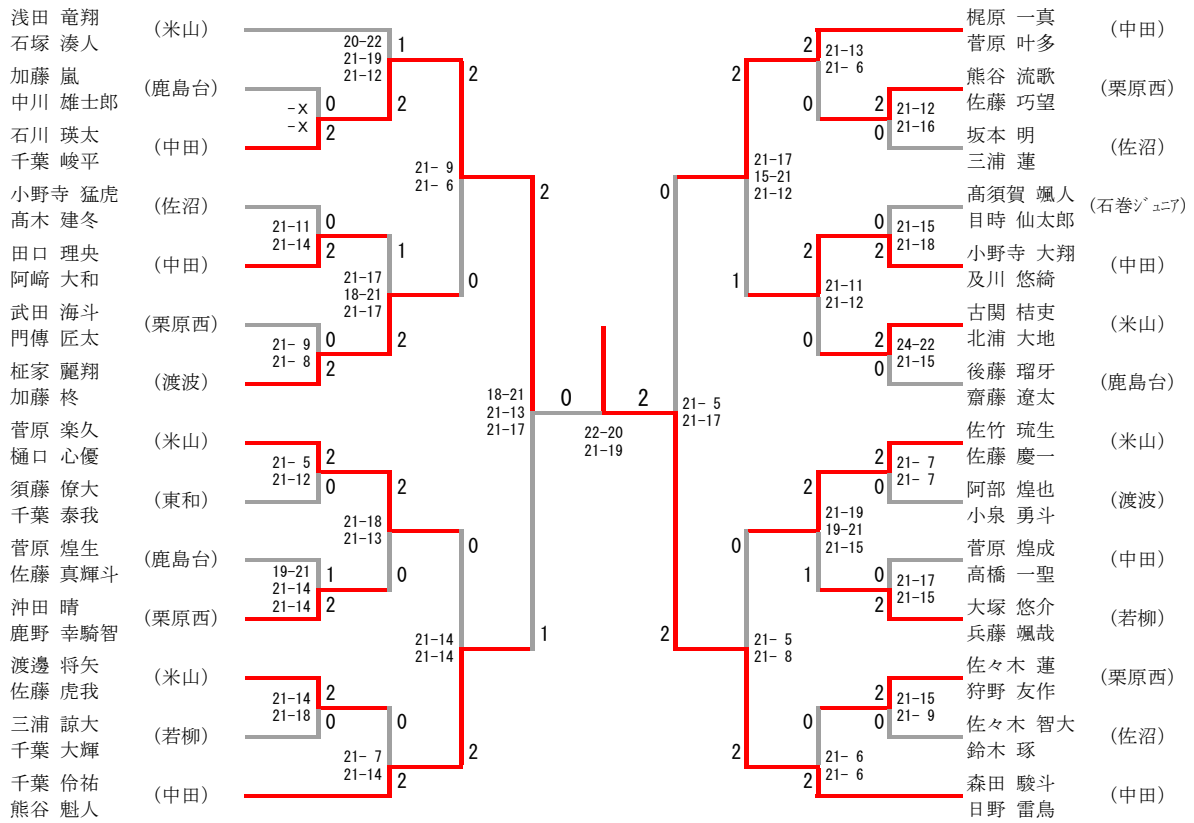 浅田 竜翔
石塚 湊人
(米山)
加藤 嵐
中川 雄士郎
(鹿島台)
石川 瑛太
千葉 峻平
(中田)
小野寺 猛虎
髙木 建冬
(佐沼)
田口 理央
阿﨑 大和
(中田)
武田 海斗
門傳 匠太
(栗原西)
柾家 麗翔
加藤 柊
(渡波)
菅原 楽久
樋口 心優
(米山)
須藤 僚大
千葉 泰我
(東和)
菅原 煌生
佐藤 真輝斗
(鹿島台)
沖田 晴
鹿野 幸騎智
(栗原西)
渡邊 将矢
佐藤 虎我
(米山)
三浦 諒大
千葉 大輝
(若柳)
千葉 伶祐
熊谷 魁人
(中田)
-X
-X
0
2
21-11
21-14
0
2
21- 9
21- 8
0
2
21- 5
21-12
2
0
19-21
21-14
21-14
1
2
21-14
21-18
2
0
20-22
21-19
21-12
1
2
21-17
18-21
21-17
1
2
21-18
21-13
2
0
21- 7
21-14
0
2
21- 9
21- 6
2
0
21-14
21-14
0
2
18-21
21-13
21-17
2
1
0
2
22-20
21-19
21- 5
21-17
0
2
21-17
15-21
21-12
2
1
21- 5
21- 8
0
2
21-13
21- 6
2
0
21-11
21-12
2
0
21-19
19-21
21-15
2
1
21- 6
21- 6
0
2
21-12
21-16
2
0
21-15
21-18
0
2
24-22
21-15
2
0
21- 7
21- 7
2
0
21-17
21-15
0
2
21-15
21- 9
2
0
梶原 一真
菅原 叶多
(中田)
熊谷 流歌
佐藤 巧望
(栗原西)
坂本 明
三浦 蓮
(佐沼)
髙須賀 颯人
目時 仙太郎
(石巻ｼﾞｭﾆｱ)
小野寺 大翔
及川 悠綺
(中田)
古関 桔吏
北浦 大地
(米山)
後藤 瑠牙
齋藤 遼太
(鹿島台)
佐竹 琉生
佐藤 慶一
(米山)
阿部 煌也
小泉 勇斗
(渡波)
菅原 煌成
高橋 一聖
(中田)
大塚 悠介
兵藤 颯哉
(若柳)
佐々木 蓮
狩野 友作
(栗原西)
佐々木 智大
鈴木 琢
(佐沼)
森田 駿斗
日野 雷鳥
(中田)